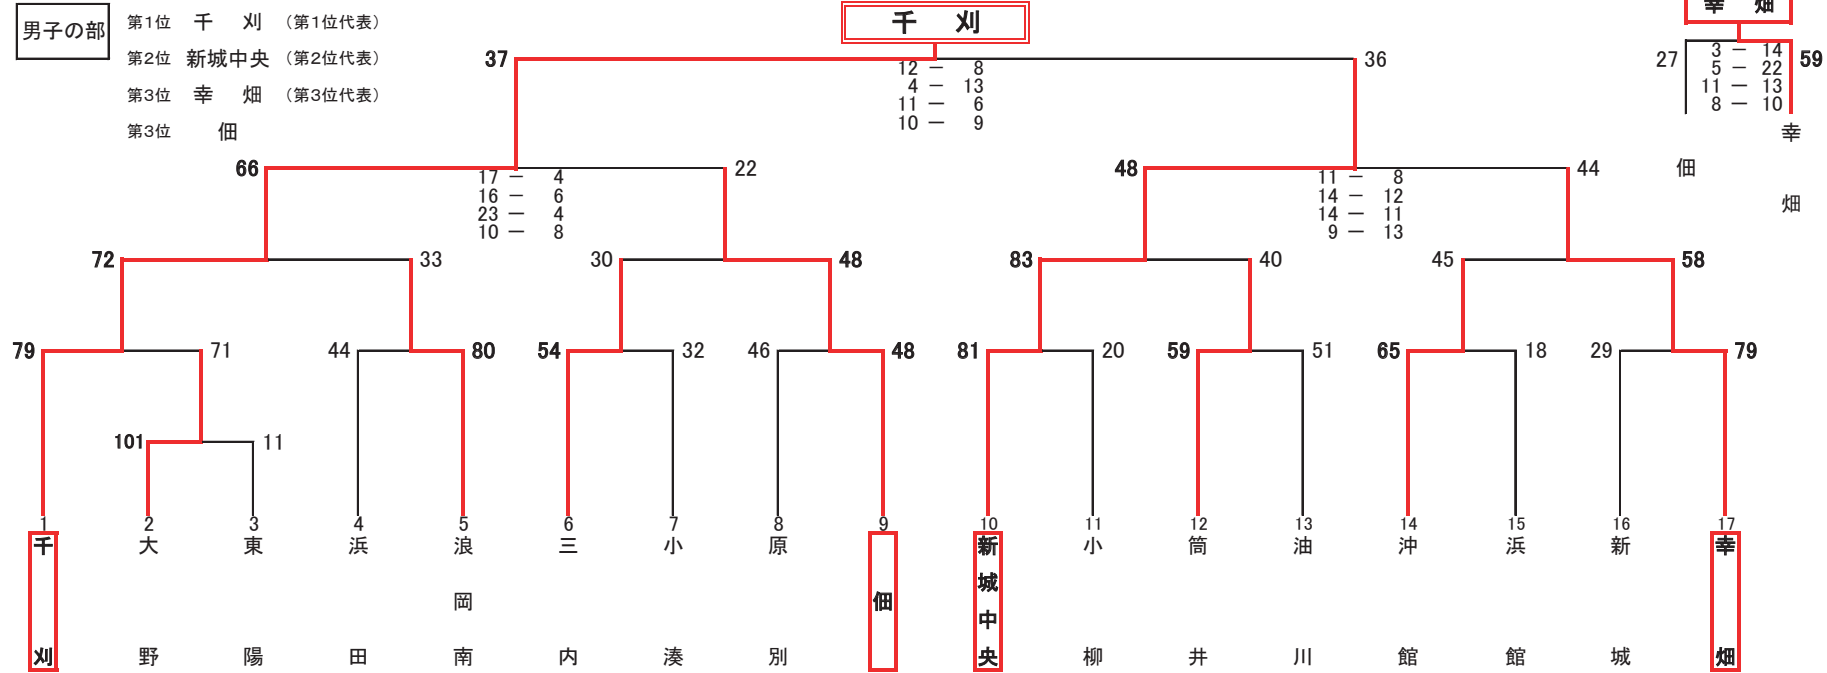 男子の部
第1位 千 刈 （第1位代表）
第2位 新城中央 （第2位代表）
第3位 幸 畑 （第3位代表）
第3位 佃
千 刈
幸 畑
37 36
12 － 8
4 － 13
11 － 6
10 － 9
27 59
3 － 14
5 － 22
11 － 13
8 － 10
佃
幸畑
66 22
17 － 4
16 － 6
23 － 4
10 － 8
48 44
11 － 8
14 － 12
14 － 11
9 － 13
72 33 30 48 83 40 45 58
79 71 44 80 54 32 46 48 81 20 59 51 65 18 29 79
101 11
1 2 3 4 5 6 7 8 9 10 11 12 13 14 15 16 17
千刈
大野
東陽
浜田
浪岡南
三内
小湊
原別
佃
新城中央
小柳
筒井
油川
沖館
浜館
新城
幸畑